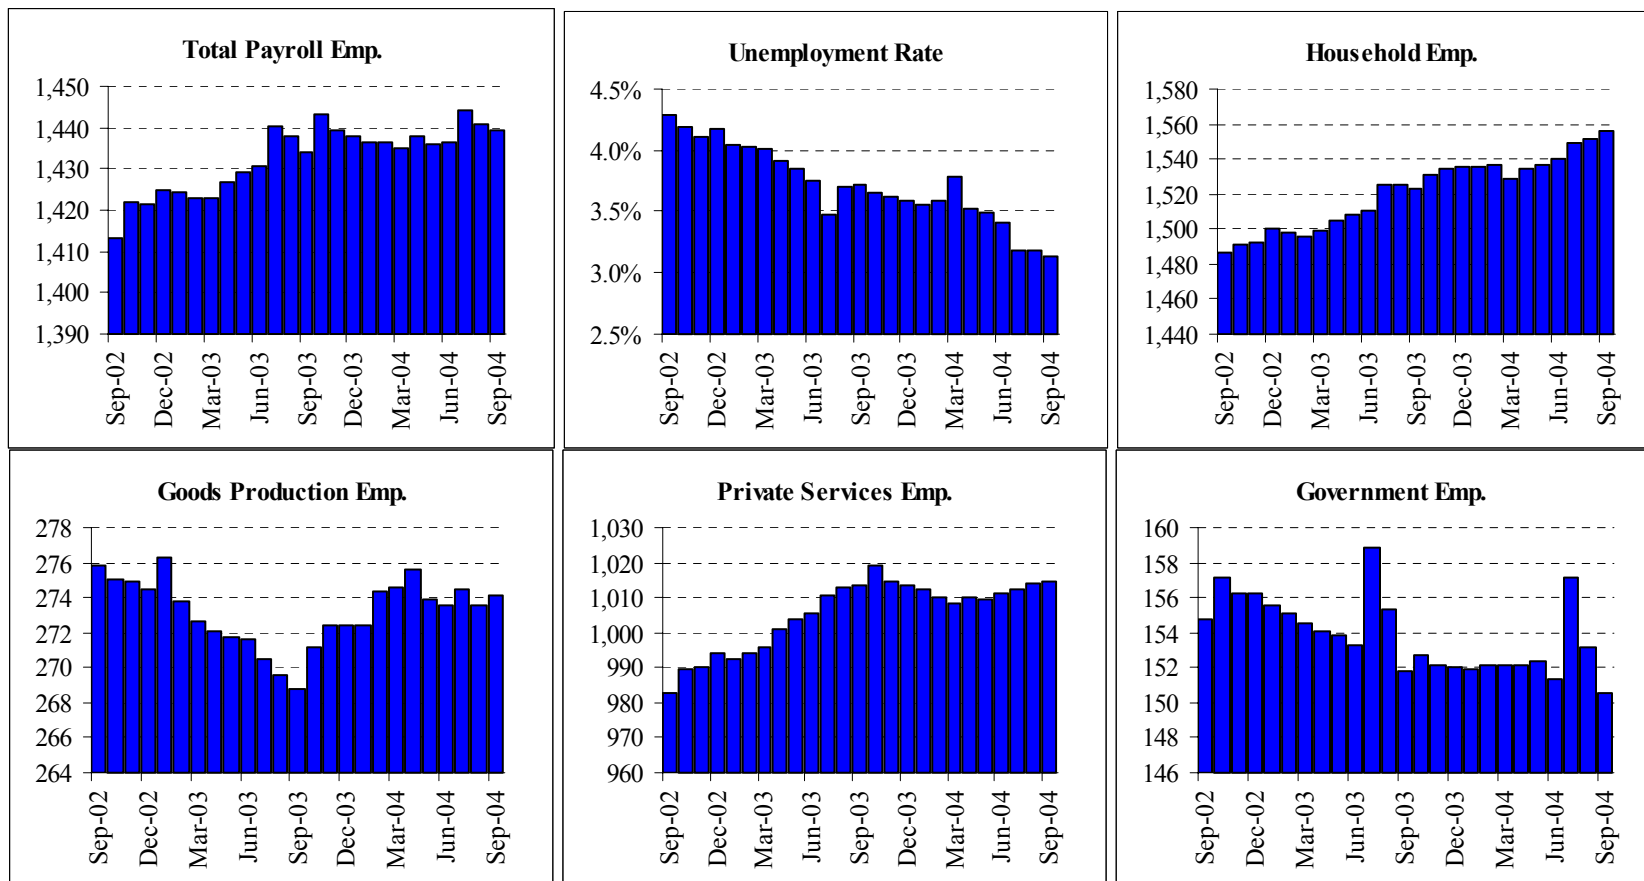 Total Payroll Emp.
1,450
1,440
1,430
1,420
1,410
1,400
1,390
Sep-02
Dec-02
Mar-03
Jun-03
Sep-03
Dec-03
Mar-04
Jun-04
Sep-04
Unemployment Rate
4.5%
4.0%
3.5%
3.0%
2.5%
Sep-02
Dec-02
Mar-03
Jun-03
Sep-03
Dec-03
Mar-04
Jun-04
Sep-04
Household Emp.
1,580
1,560
1,540
1,520
1,500
1,480
1,460
1,440
Sep-02
Dec-02
Mar-03
Jun-03
Sep-03
Dec-03
Mar-04
Jun-04
Sep-04
Goods Production Emp.
278
276
274
272
270
268
266
264
Sep-02
Dec-02
Mar-03
Jun-03
Sep-03
Dec-03
Mar-04
Jun-04
Sep-04
Private Services Emp.
1,030
1,020
1,010
1,000
990
980
970
960
Sep-02
Dec-02
Mar-03
Jun-03
Sep-03
Dec-03
Mar-04
Jun-04
Sep-04
Government Emp.
160
158
156
154
152
150
148
146
Sep-02
Dec-02
Mar-03
Jun-03
Sep-03
Dec-03
Mar-04
Jun-04
Sep-04